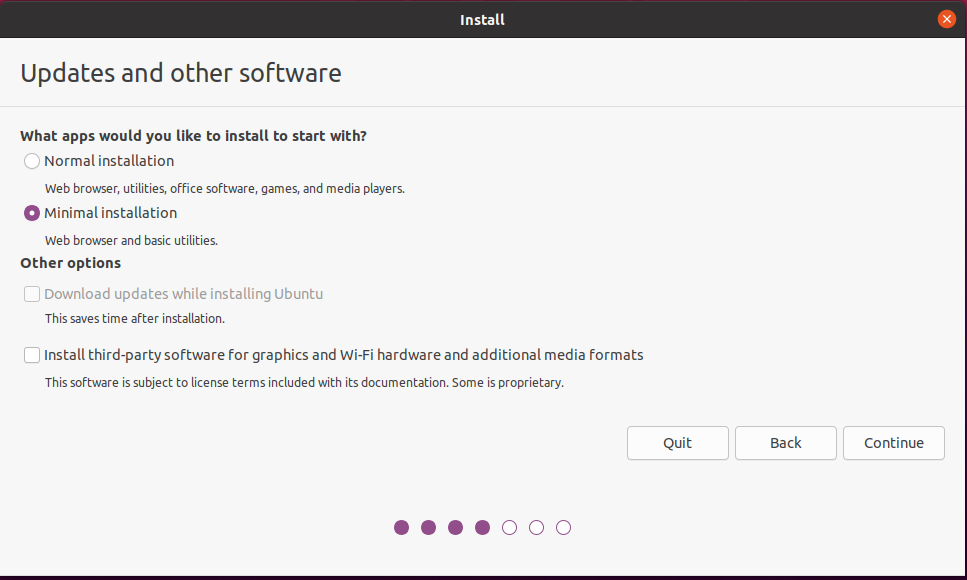 Install
Updates and other software
What apps would you like to install to start with?
Normal installation
Web browser, utilities, office software, games, and media players.
Minimal installation
Web browser and basic utilities.
Other options
Download updates while installing Ubuntu
This saves time after installation.
Install third-party software for graphics and Wi-Fi hardware and additional media formats
This software is subject to license terms included with its documentation. Some is proprietary.
Quit Back Continue